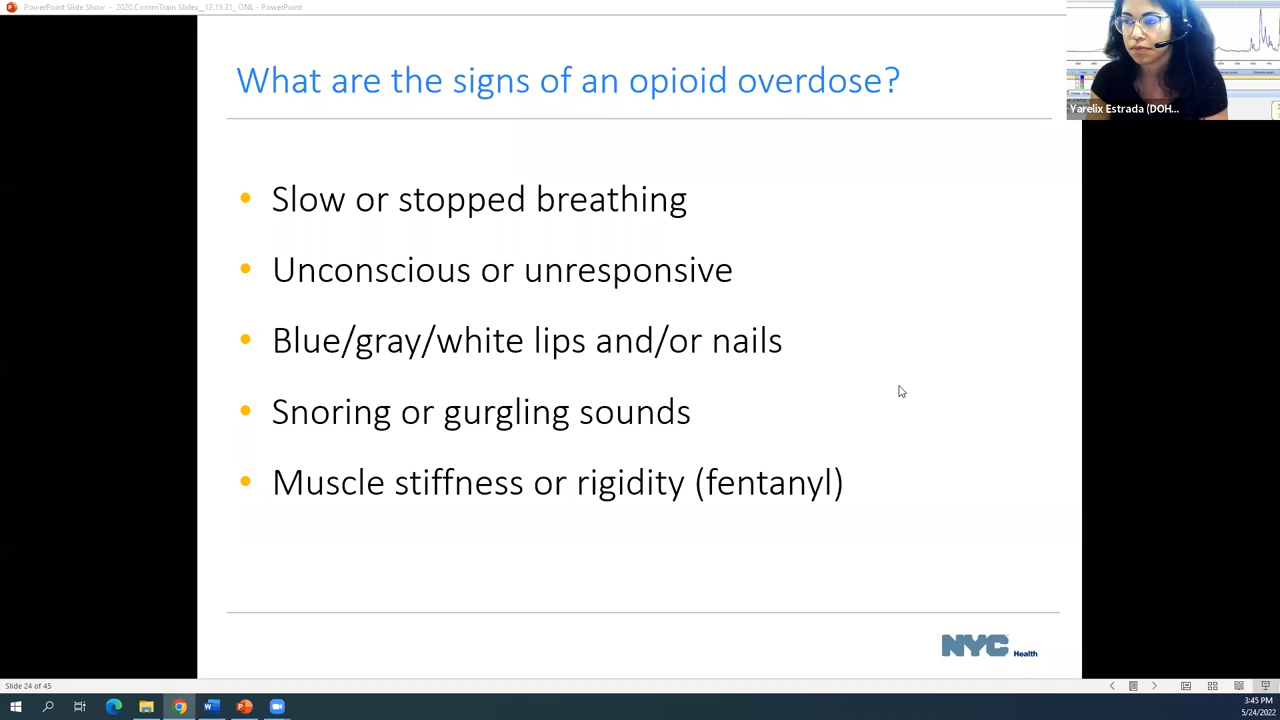 PowerPoint Slide Show - 2020.CommTrain Slides_12.15.21_ ONL - PowerPoint
What are the signs of an opioid overdose?
Yarelix Estrada (DOH...
• Slow or stopped breathing
• Unconscious or unresponsive
• Blue/gray/white lips and/or nails
• Snoring or gurgling sounds
• Muscle stiffness or rigidity (fentanyl)
NYC Health
Slide 24 of 45
3:45 PM
5/24/2022